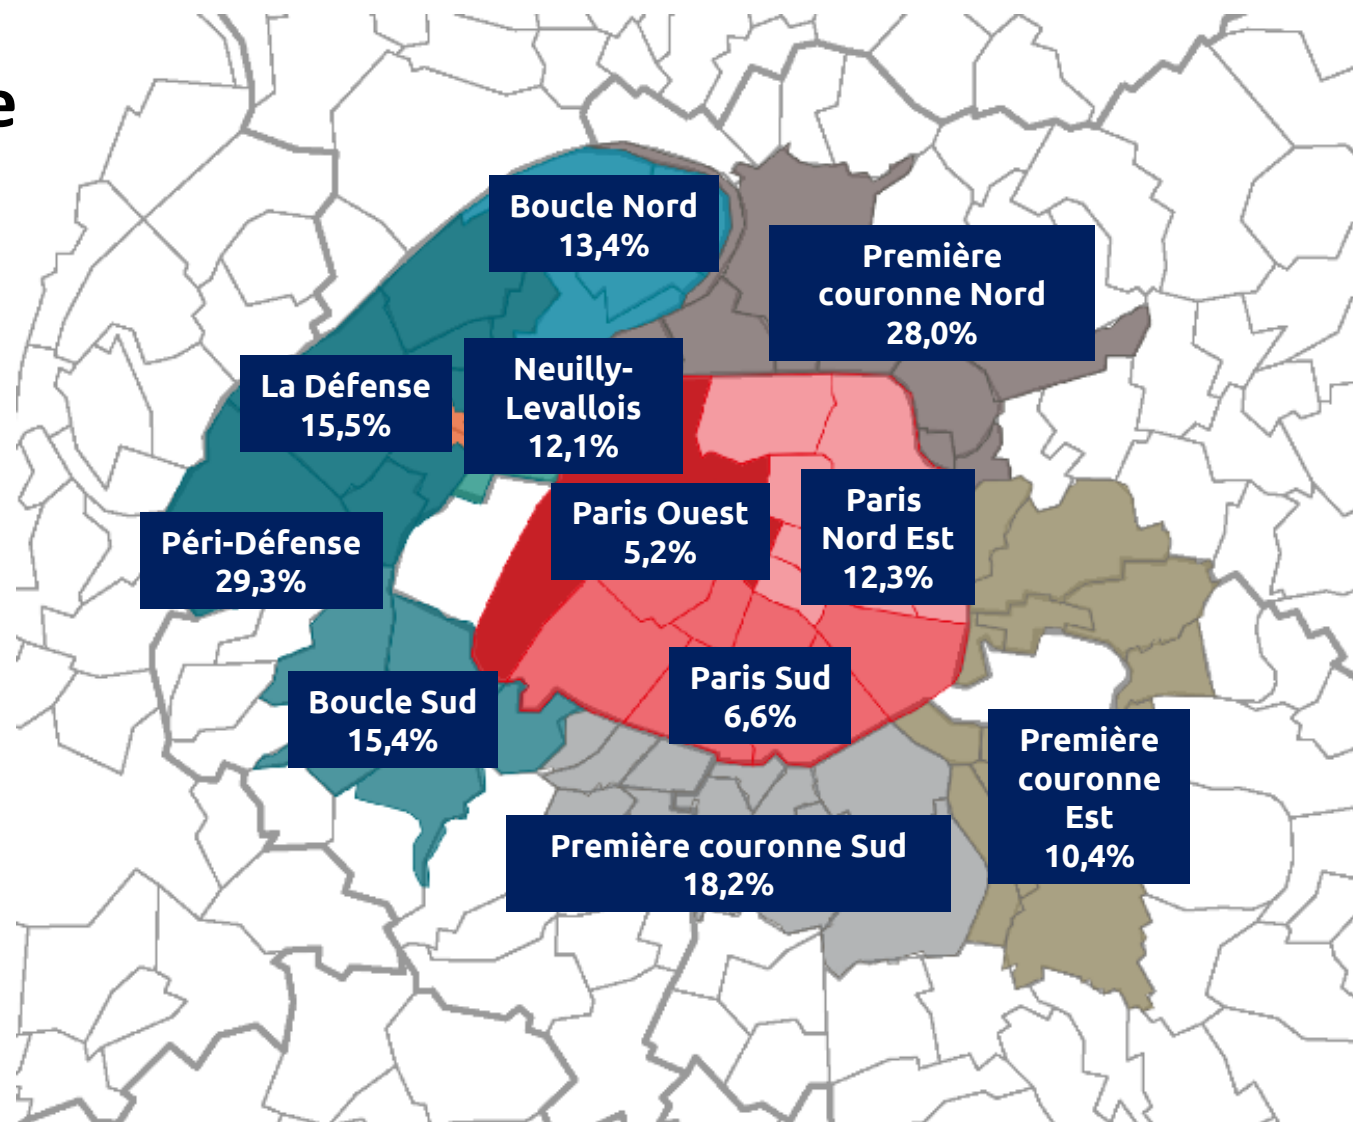 e
Boucle Nord
13,4%
Première
couronne Nord
28,0%
La Défense
15,5%
Neuilly-
Levallois
12,1%
Paris Ouest
5,2%
Paris
Nord Est
12,3%
Péri-Défense
29,3%
Boucle Sud
15,4%
Paris Sud
6,6%
Première
couronne
Est
10,4%
Première couronne Sud
18,2%